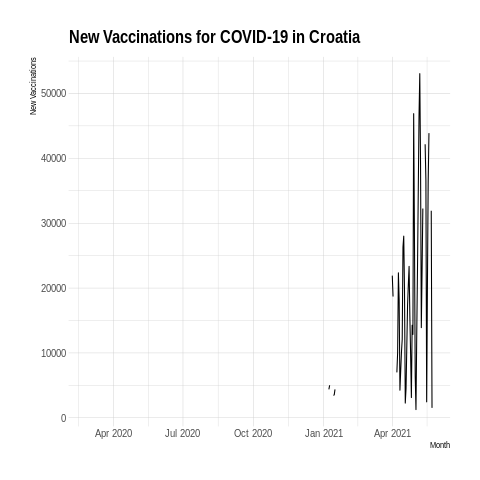 New Vaccinations for COVID-19 in Croatia
New Vaccinations
50000
40000
30000
20000
10000
0
Apr 2020 Jul 2020 Oct 2020 Jan 2021 Apr 2021
Month